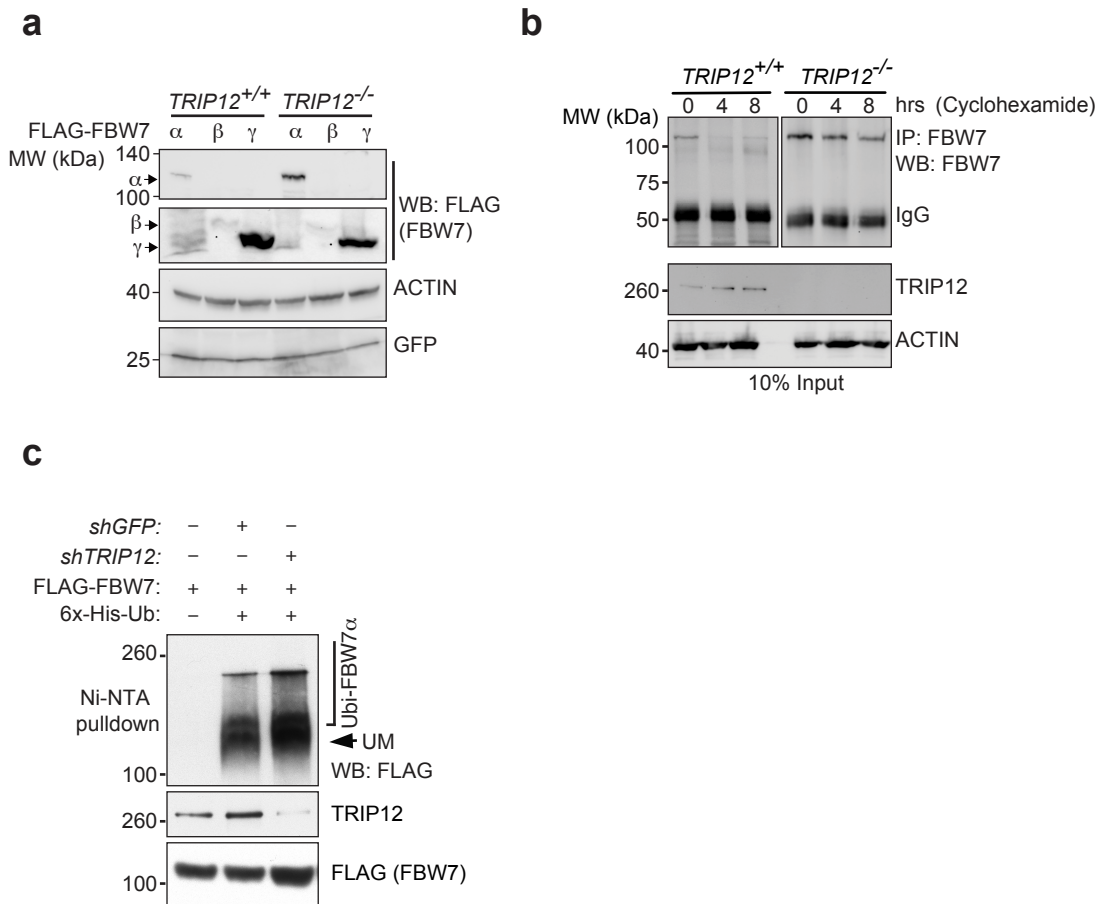 a
TRIP12+/+ TRIP12-/-
FLAG-FBW7 α β γ α β γ
MW (kDa)
140
α
100
β
γ
WB: FLAG
(FBW7)
40
ACTIN
25
GFP
b
TRIP12+/+ TRIP12-/-
0 4 8 0 4 8 hrs (Cyclohexamide)
MW (kDa)
100
75
50
IP: FBW7
WB: FBW7
IgG
260
TRIP12
40
ACTIN
10% Input
c
shGFP: – + –
shTRIP12: – – +
FLAG-FBW7: + + +
6x-His-Ub: – + +
260
Ni-NTA
pulldown
100
Ubi-FBW7α
UM
WB: FLAG
260
TRIP12
100
FLAG (FBW7)